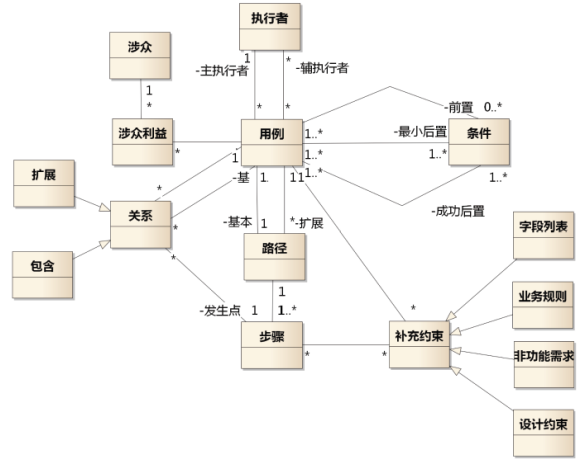 执行者
涉众
1
*
-主执行者
-辅执行者
1
*
*
*
涉众利益
用例
条件
*
1..*
-前置
0..*
-最小后置
1..*
1..*
1..*
1..*
-成功后置
扩展
关系
包含
1
-基
*
*
*
1
1
1
-基本
1
*
-扩展
路径
1
1..*
-发生点
1
步骤
*
*
*
补充约束
字段列表
业务规则
非功能需求
设计约束